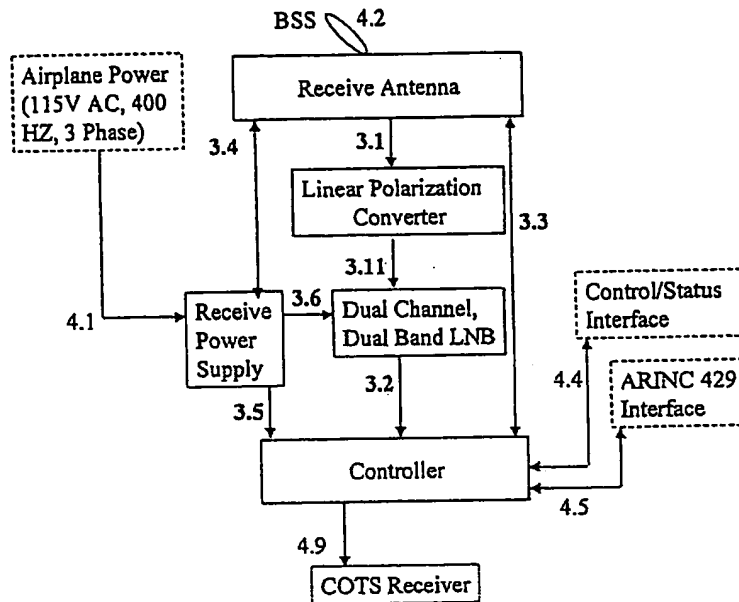 BSS
4.2
Airplane Power
(115V AC, 400
HZ, 3 Phase)
Receive Antenna
3.4
3.1
Linear Polarization
Converter
3.3
3.11
4.1
Receive
Power
Supply
3.6
Dual Channel,
Dual Band LNB
Control/Status
Interface
3.5
3.2
4.4
ARINC 429
Interface
Controller
4.5
4.9
COTS Receiver